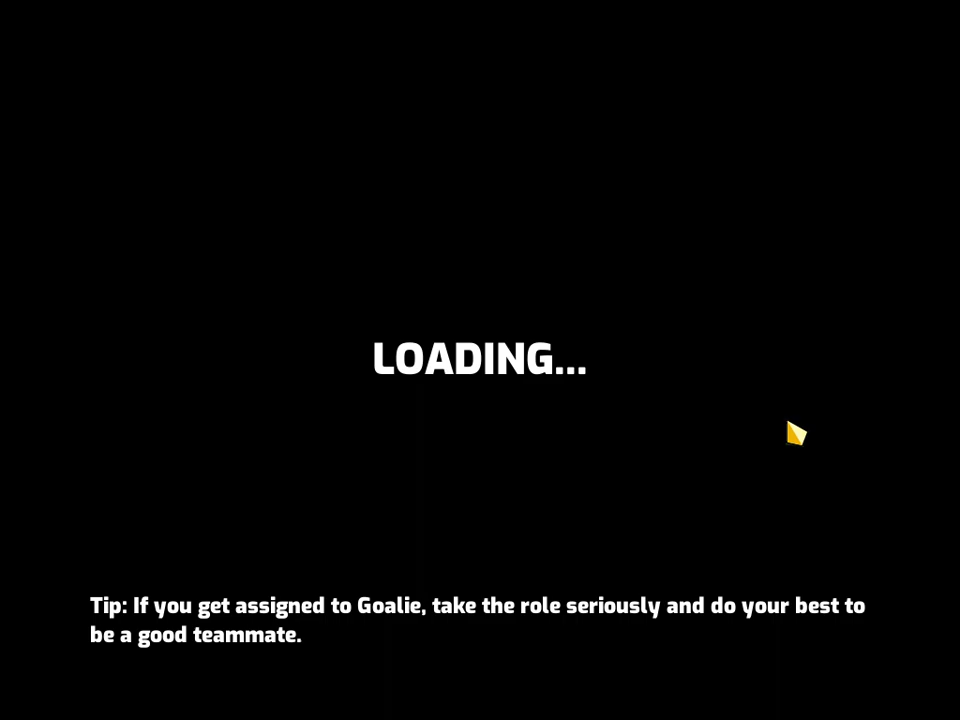 LOADING...
Tip: If you get assigned to Goalie, take the role seriously and do your best to
be a good teammate.